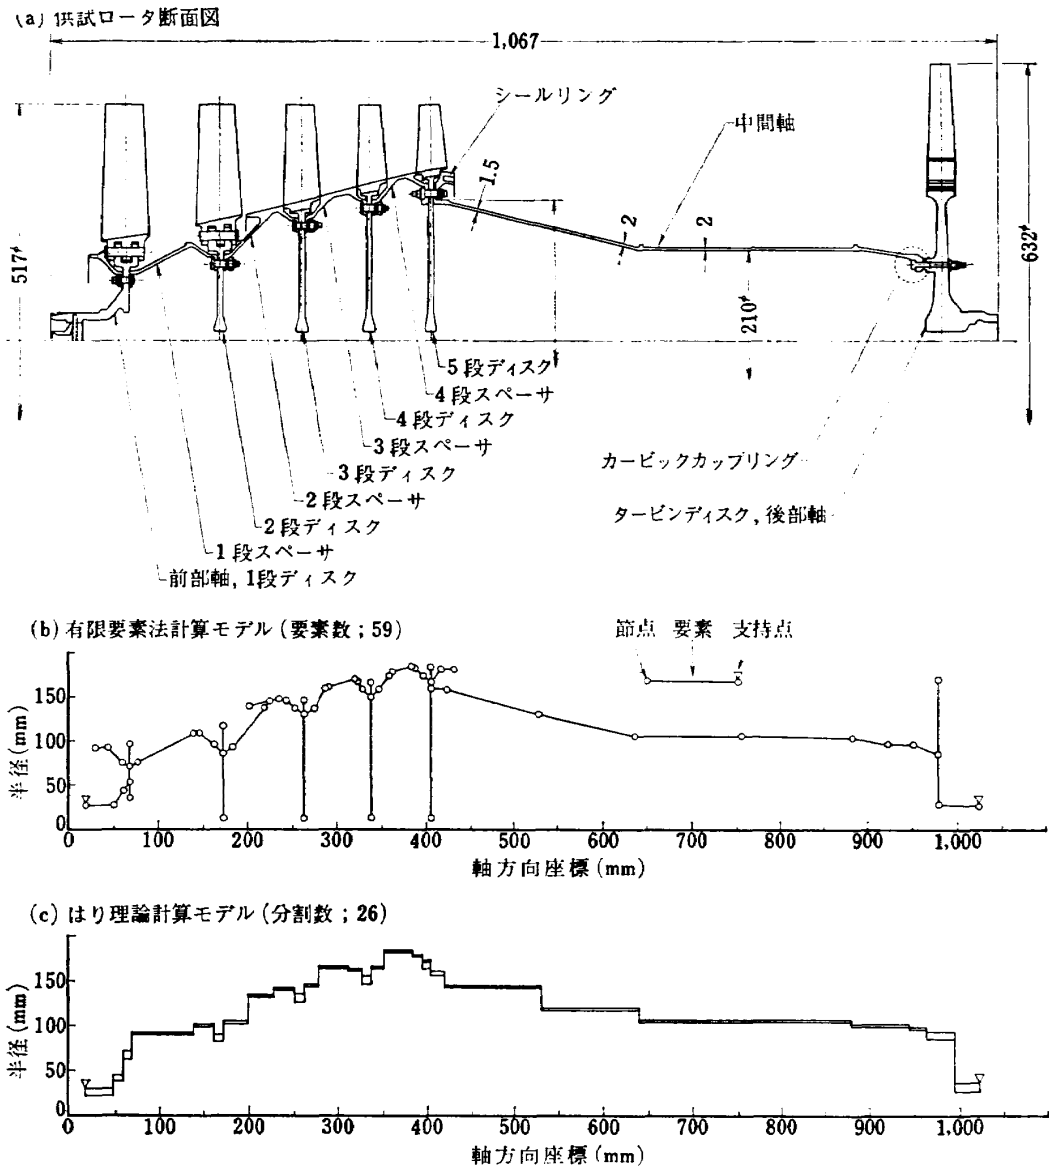 (a) 供試ロータ断面図
1,067
シールリング
中間軸
1.5
2
2
517φ
632φ
210φ
5段ディスク
4段スペーサ
4段ディスク
3段スペーサ
3段ディスク
2段スペーサ
2段ディスク
1段スペーサ
前部軸, 1段ディスク
カービックカップリング
タービンディスク, 後部軸
(b) 有限要素法計算モデル (要素数 ; 59)
節点 要素 支持点
半径(mm)
150
100
50
0
0 100 200 300 400 500 600 700 800 900 1.000
軸方向座標 (mm)
(c) はり理論計算モデル (分割数 ; 26)
半径(mm)
150
100
50
0
0 100 200 300 400 500 600 700 800 900 1.000
軸方向座標 (mm)